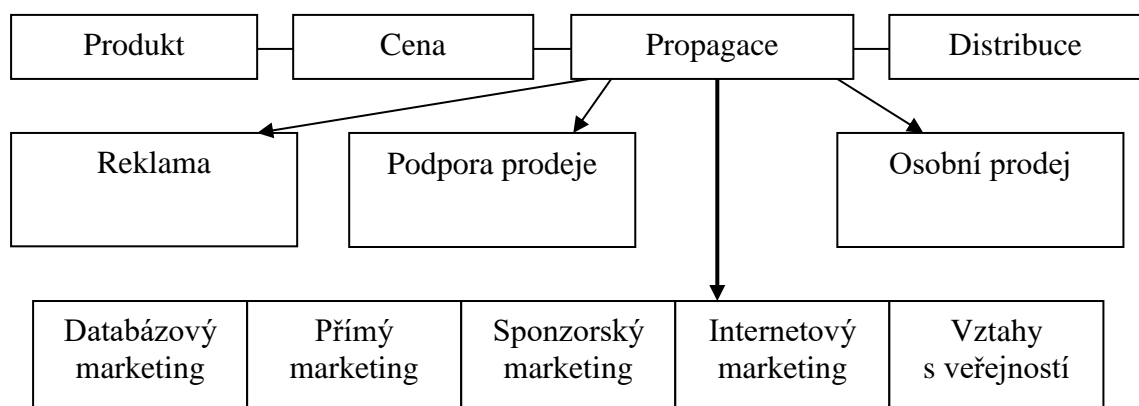 Produkt
Cena
Propagace
Distribuce
Reklama
Podpora prodeje
Osobní prodej
Databázový
marketing
Přímý
marketing
Sponzorský
marketing
Internetový
marketing
Vztahy
s veřejností